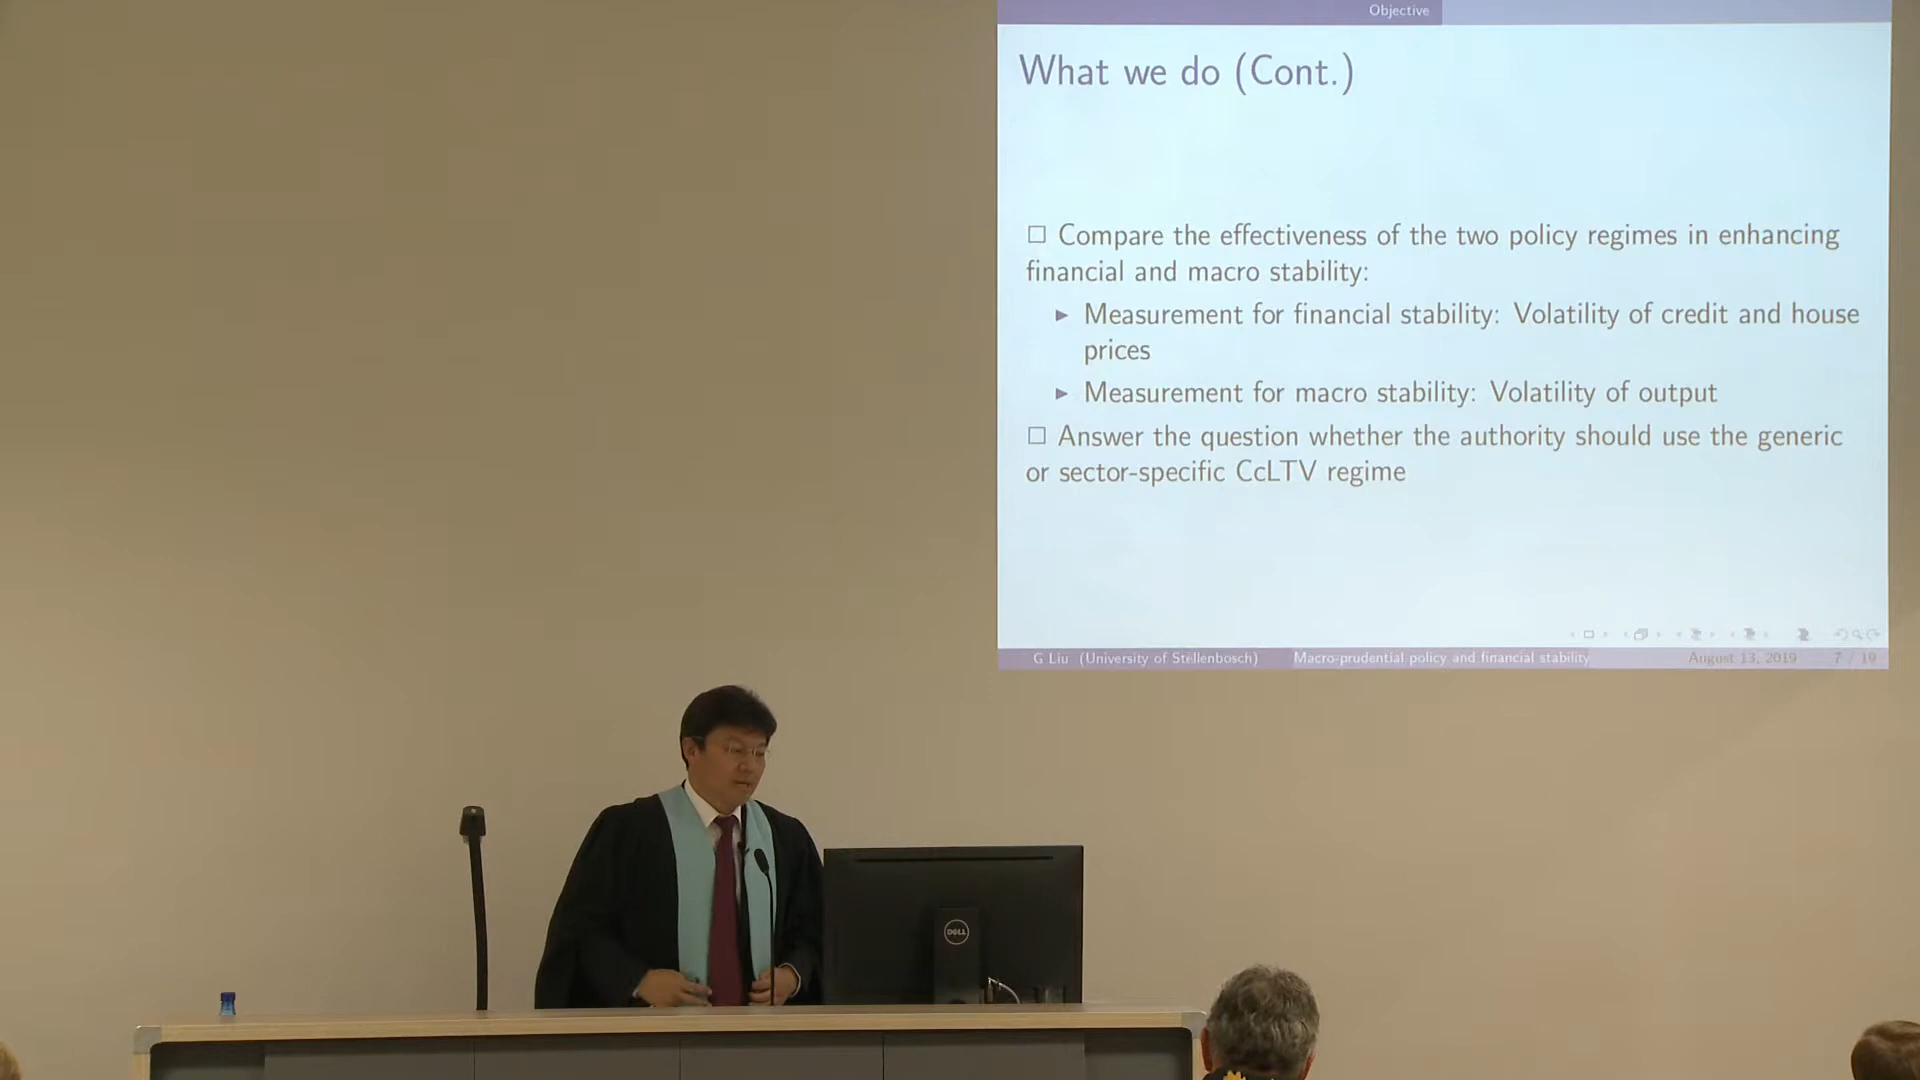 Objective
What we do (Cont.)
□ Compare the effectiveness of the two policy regimes in enhancing
financial and macro stability:
▶ Measurement for financial stability: Volatility of credit and house
prices
▶ Measurement for macro stability: Volatility of output
□ Answer the question whether the authority should use the generic
or sector-specific CcLTV regime
G Liu (University of Stellenbosch) Macro-prudential policy and financial stability August 13, 2019 7 / 19
DELL